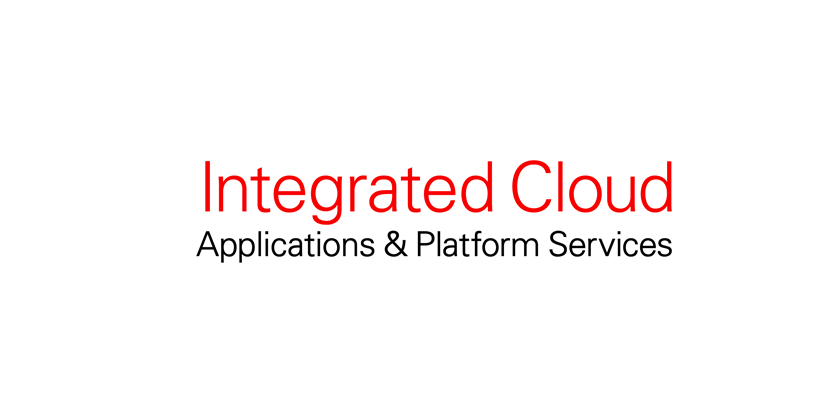 Integrated Cloud
Applications & Platform Services